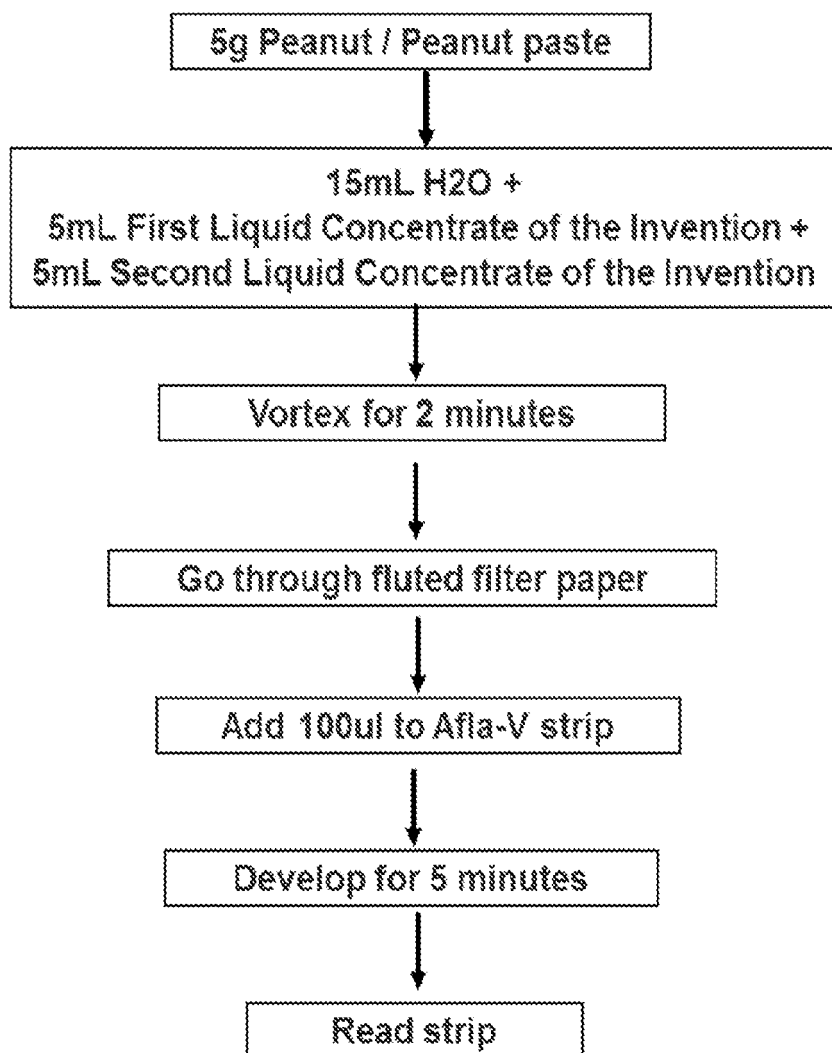 5g Peanut / Peanut paste
15mL H2O +
5mL First Liquid Concentrate of the Invention +
5mL Second Liquid Concentrate of the Invention
Vortex for 2 minutes
Go through fluted filter paper
Add 100ul to Afla-V strip
Develop for 5 minutes
Read strip